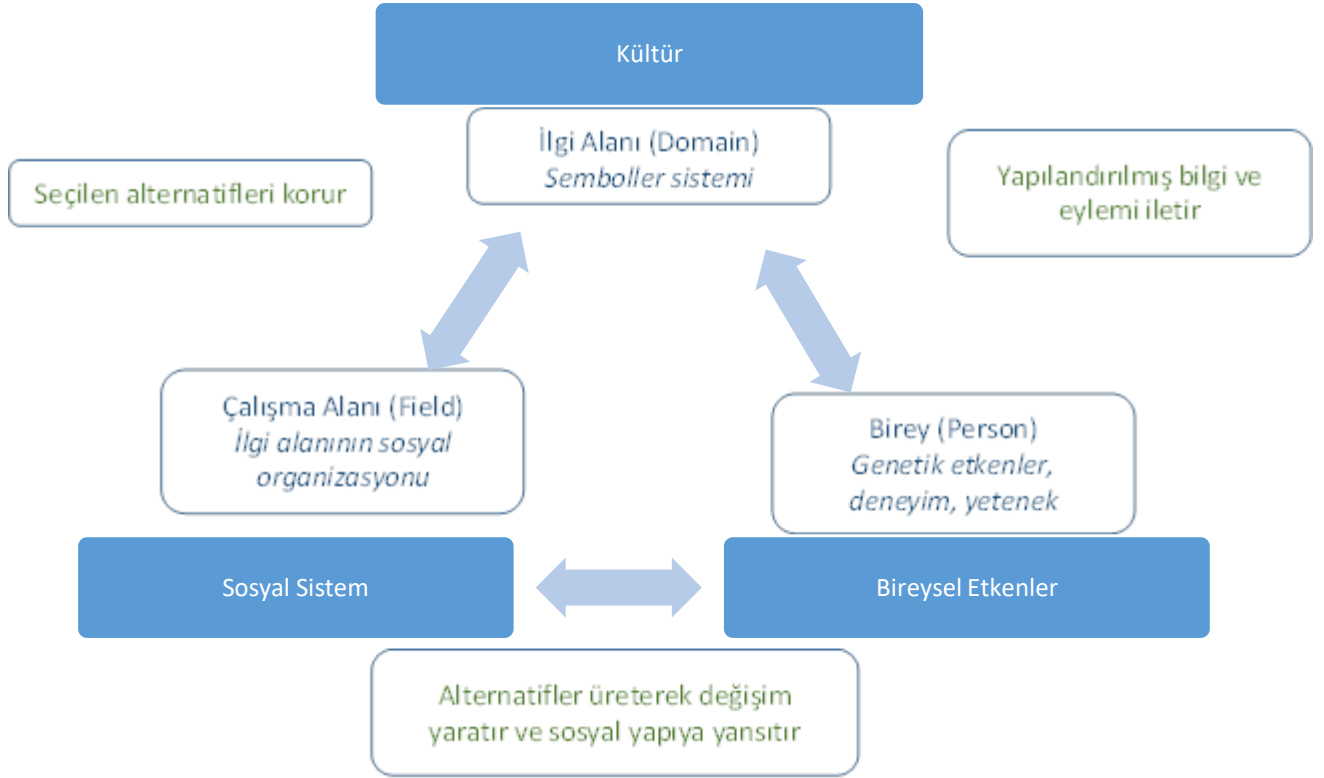 Kültür
İlgi Alanı (Domain)
Semboller sistemi
Seçilen alternatifleri korur
Yapılandırılmış bilgi ve
eylemi iletir
Çalışma Alanı (Field)
İlgi alanının sosyal
organizasyonu
Birey (Person)
Genetik etkenler,
deneyim, yetenek
Sosyal Sistem
Bireysel Etkenler
Alternatifler üreterek değişim
yaratır ve sosyal yapıya yansıtır